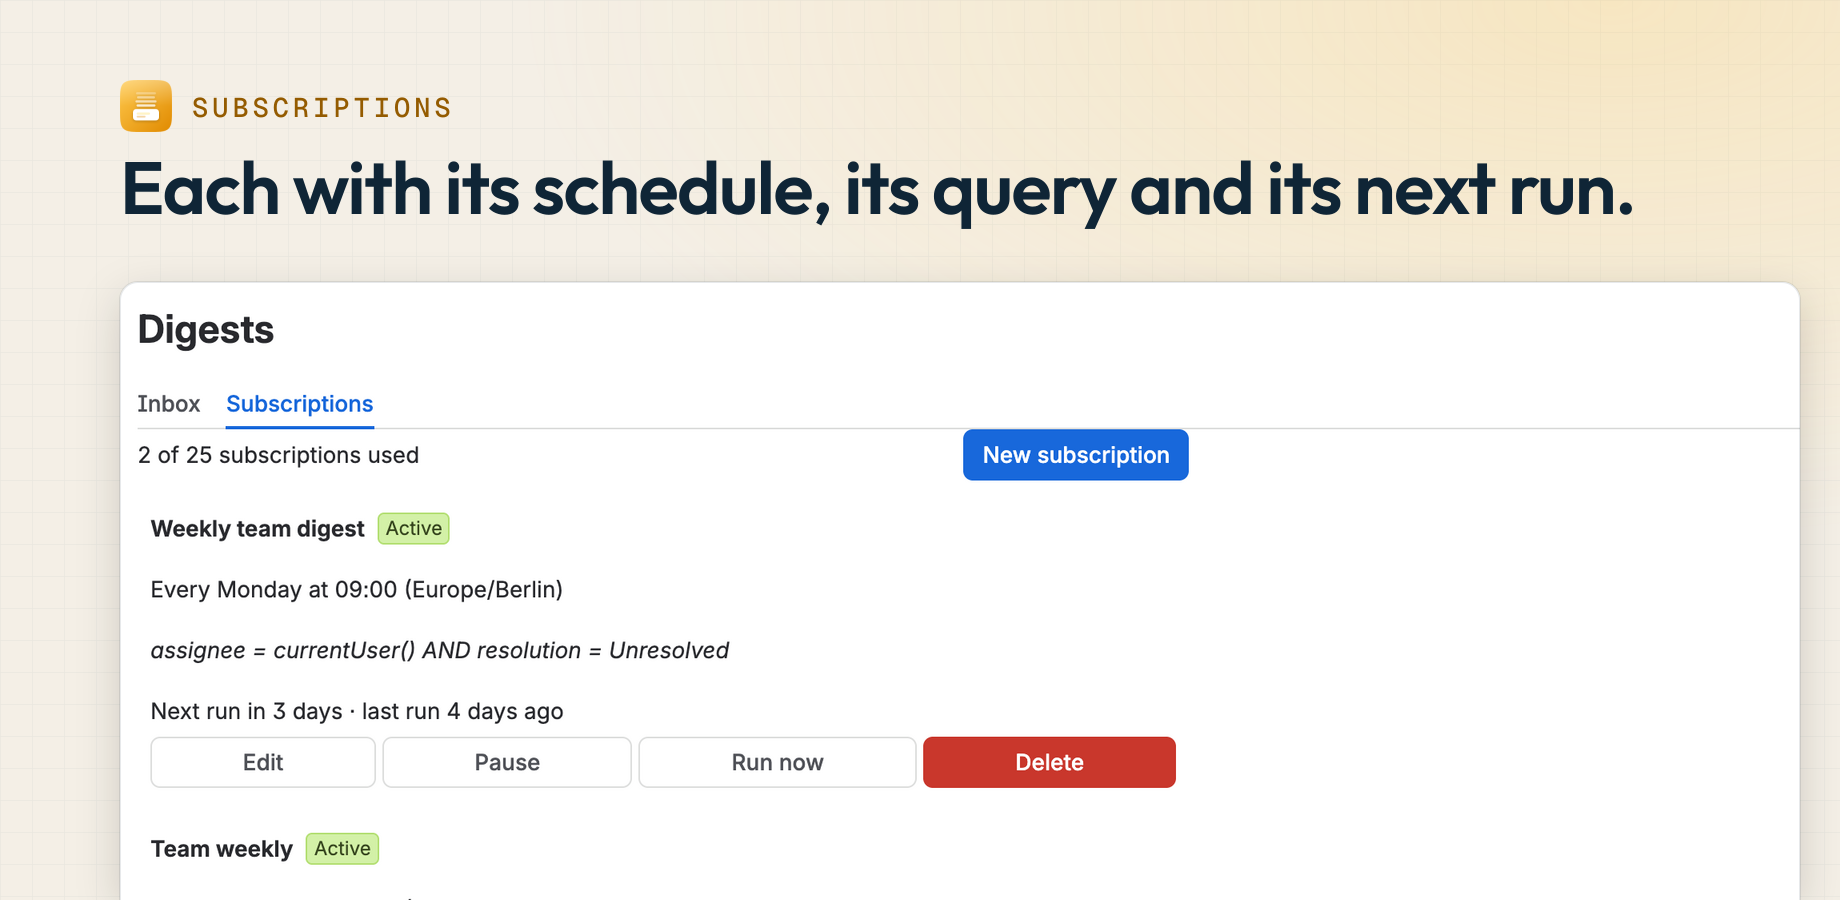 SUBSCRIPTIONS
Each with its schedule, its query and its next run.
Digests
Inbox Subscriptions
2 of 25 subscriptions used New subscription
Weekly team digest Active
Every Monday at 09:00 (Europe/Berlin)
assignee = currentUser() AND resolution = Unresolved
Next run in 3 days · last run 4 days ago
Edit Pause Run now Delete
Team weekly Active